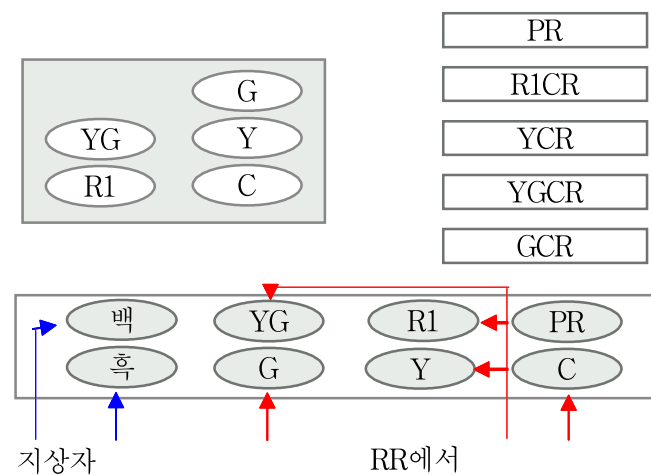 PR
R1CR
YCR
YGCR
GCR
G
YG Y
R1 C
백 YG R1 PR
흑 G Y C
지상자 RR에서